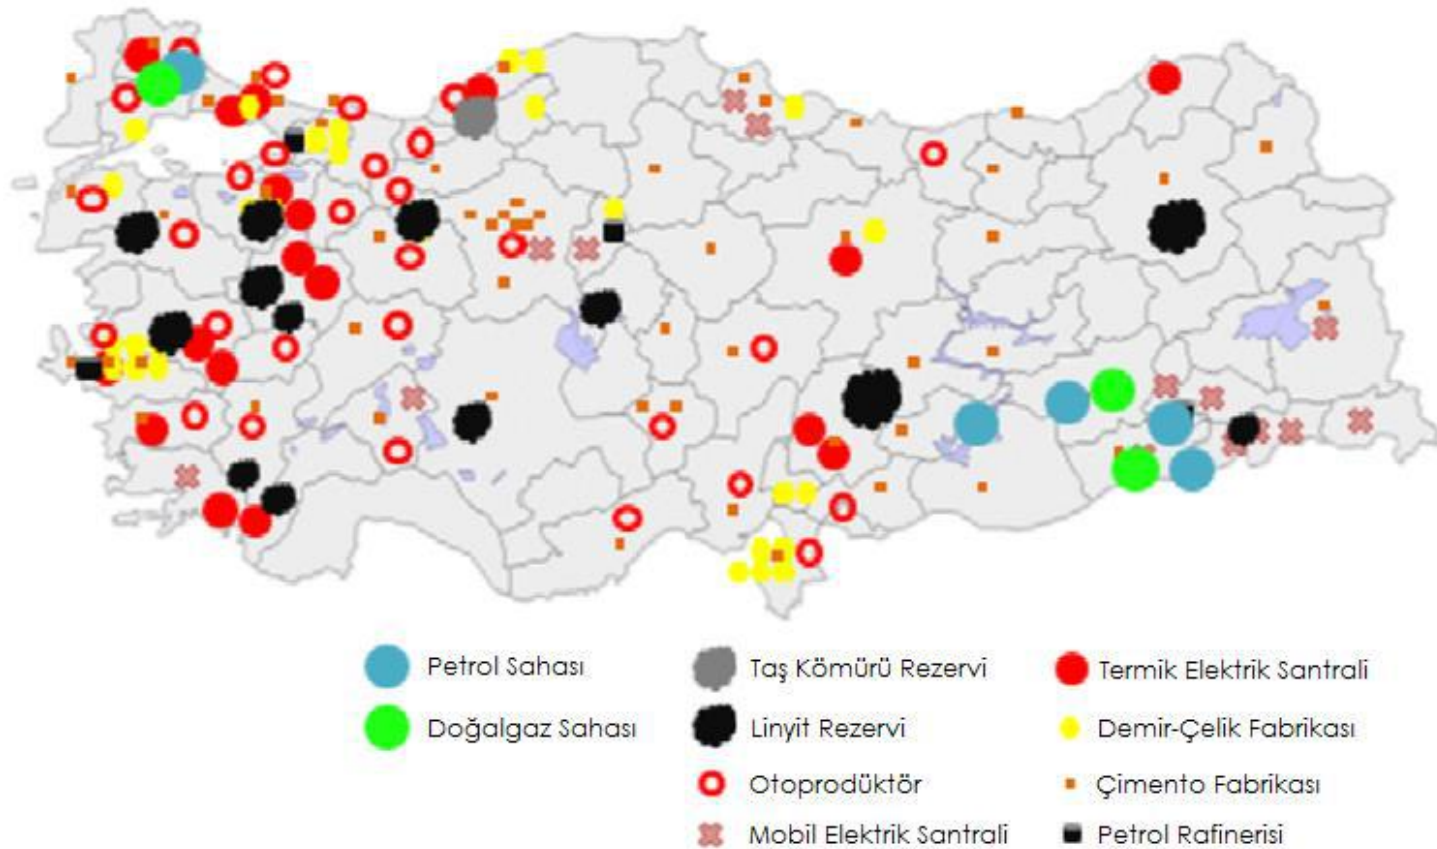 Petrol Sahası
Taş Kömürü Rezervi
Termik Elektrik Santrali
Doğalgaz Sahası
Linyit Rezervi
Demir-Çelik Fabrikası
Otoprodüktör
Çimento Fabrikası
Mobil Elektrik Santrali
Petrol Rafinerisi